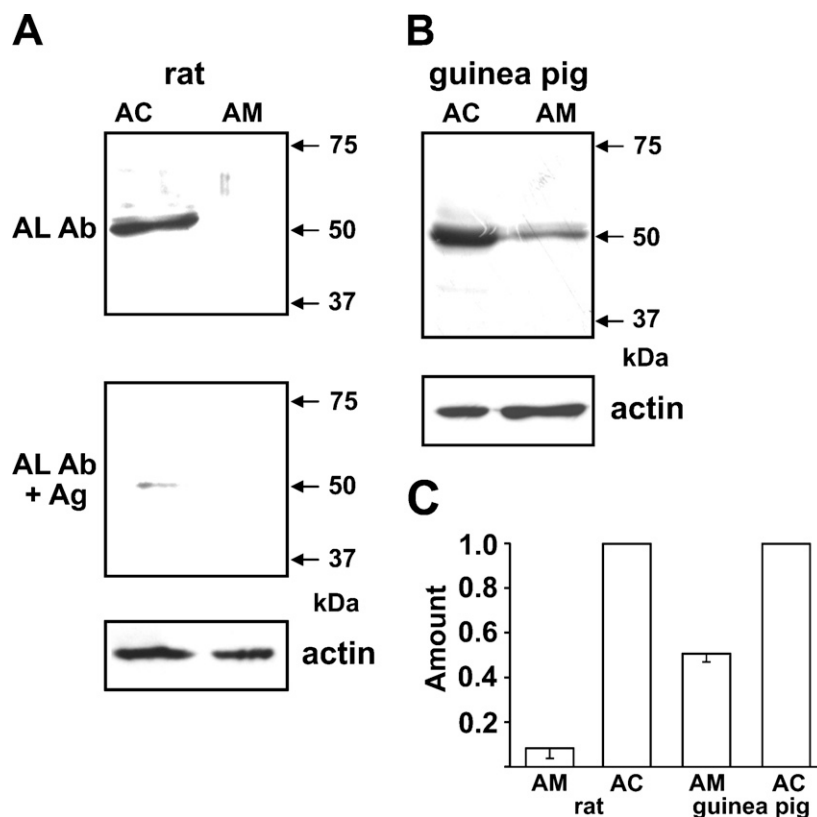 A
rat
AC AM
75
AL Ab
50
37
75
AL Ab
+ Ag
50
37
kDa
actin
B
guinea pig
AC AM
75
50
37
kDa
actin
C
Amount
1.0
0.8
0.6
0.4
0.2
AM AC AM AC
rat guinea pig